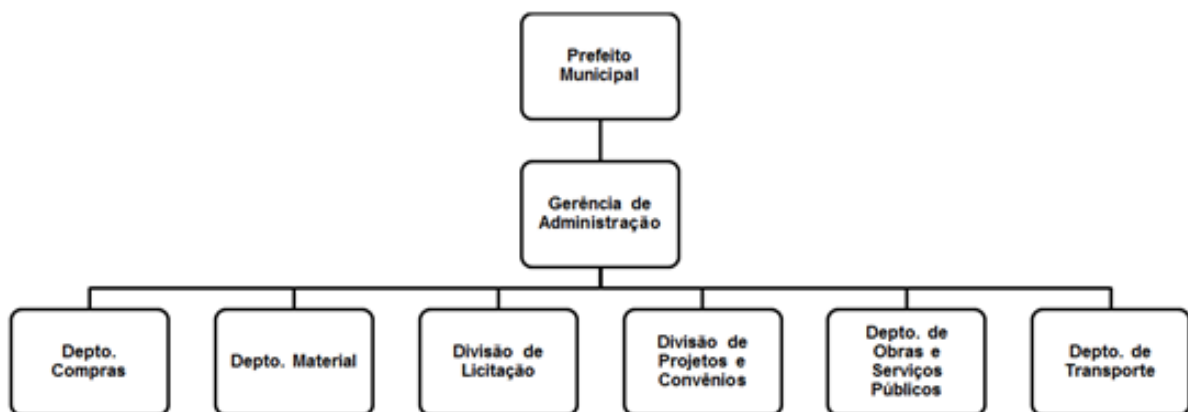 Prefeito
Municipal
Gerência de
Administração
Depto.
Compras
Depto. Material
Divisão de
Licitação
Divisão de
Projetos e
Convênios
Depto. de
Obras e
Serviços
Públicos
Depto. de
Transporte